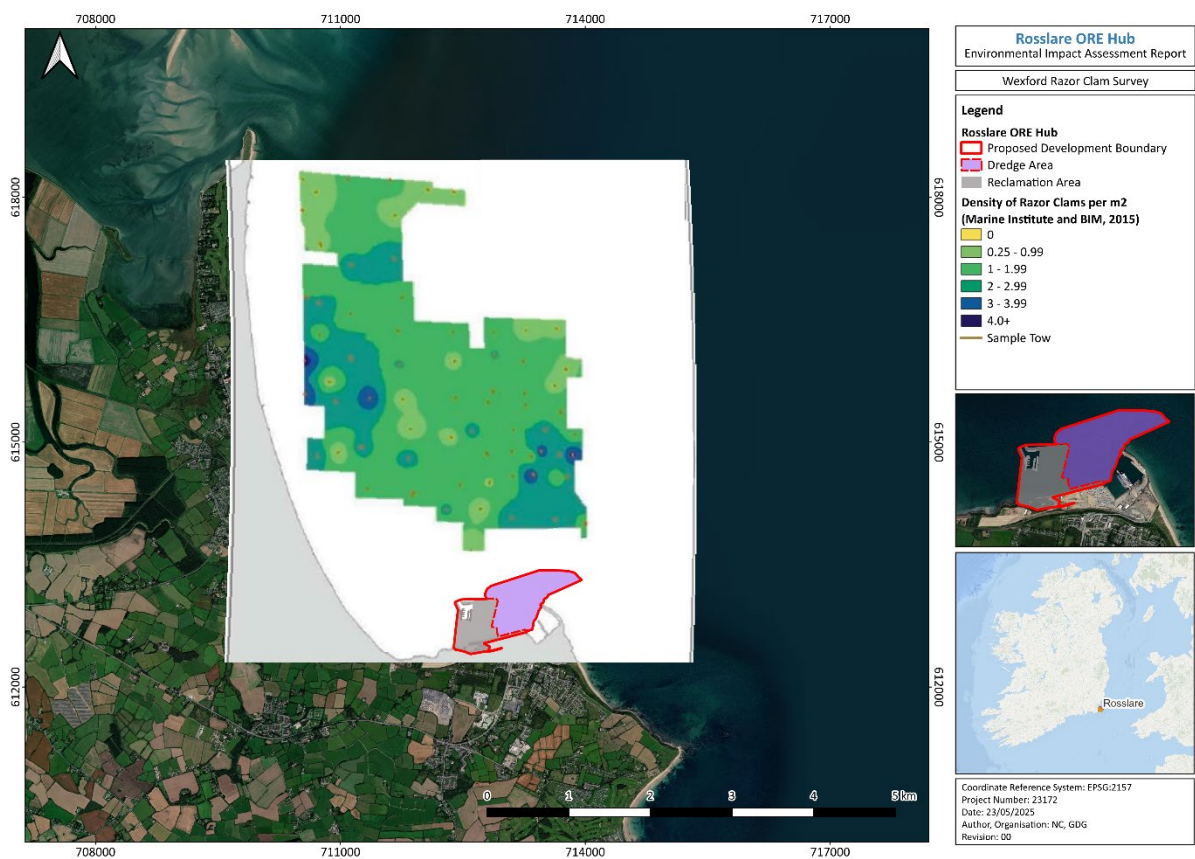 708000
711000
714000
717000
618000
618000
615000
615000
612000
612000
0
1
2
3
4
5 km
708000
711000
714000
717000
Rosslare ORE Hub
Environmental Impact Assessment Report
Wexford Razor Clam Survey
Legend
Rosslare ORE Hub
Proposed Development Boundary
Dredge Area
Reclamation Area
Density of Razor Clams per m2
(Marine Institute and BIM, 2015)
0
0.25 - 0.99
1 - 1.99
2 - 2.99
3 - 3.99
4.0+
Sample Tow
Rosslare
Coordinate Reference System: EPSG:2157
Project Number: 23172
Date: 23/05/2025
Author, Organisation: NC, GDG
Revision: 00